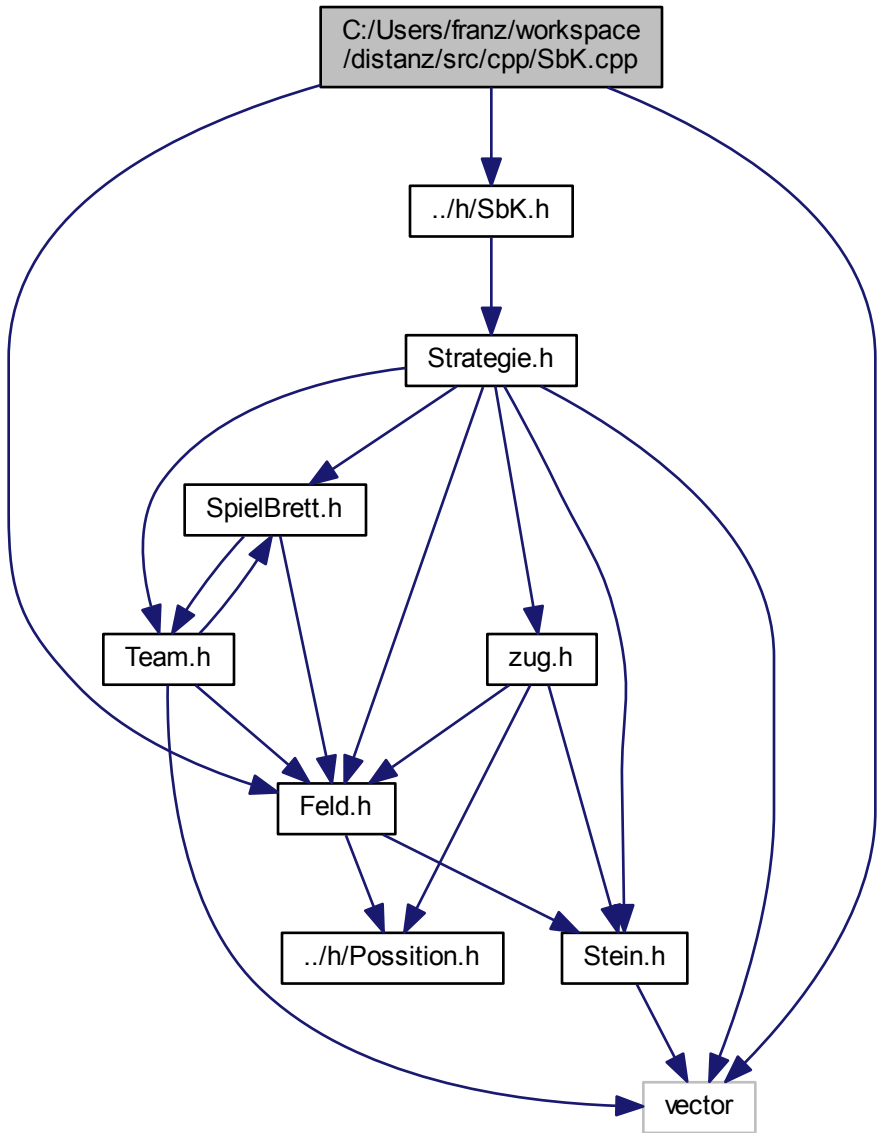 C:/Users/franz/workspace
/distanz/src/cpp/SbK.cpp
../h/SbK.h
Strategie.h
SpielBrett.h
Team.h
zug.h
Feld.h
../h/Possition.h
Stein.h
vector